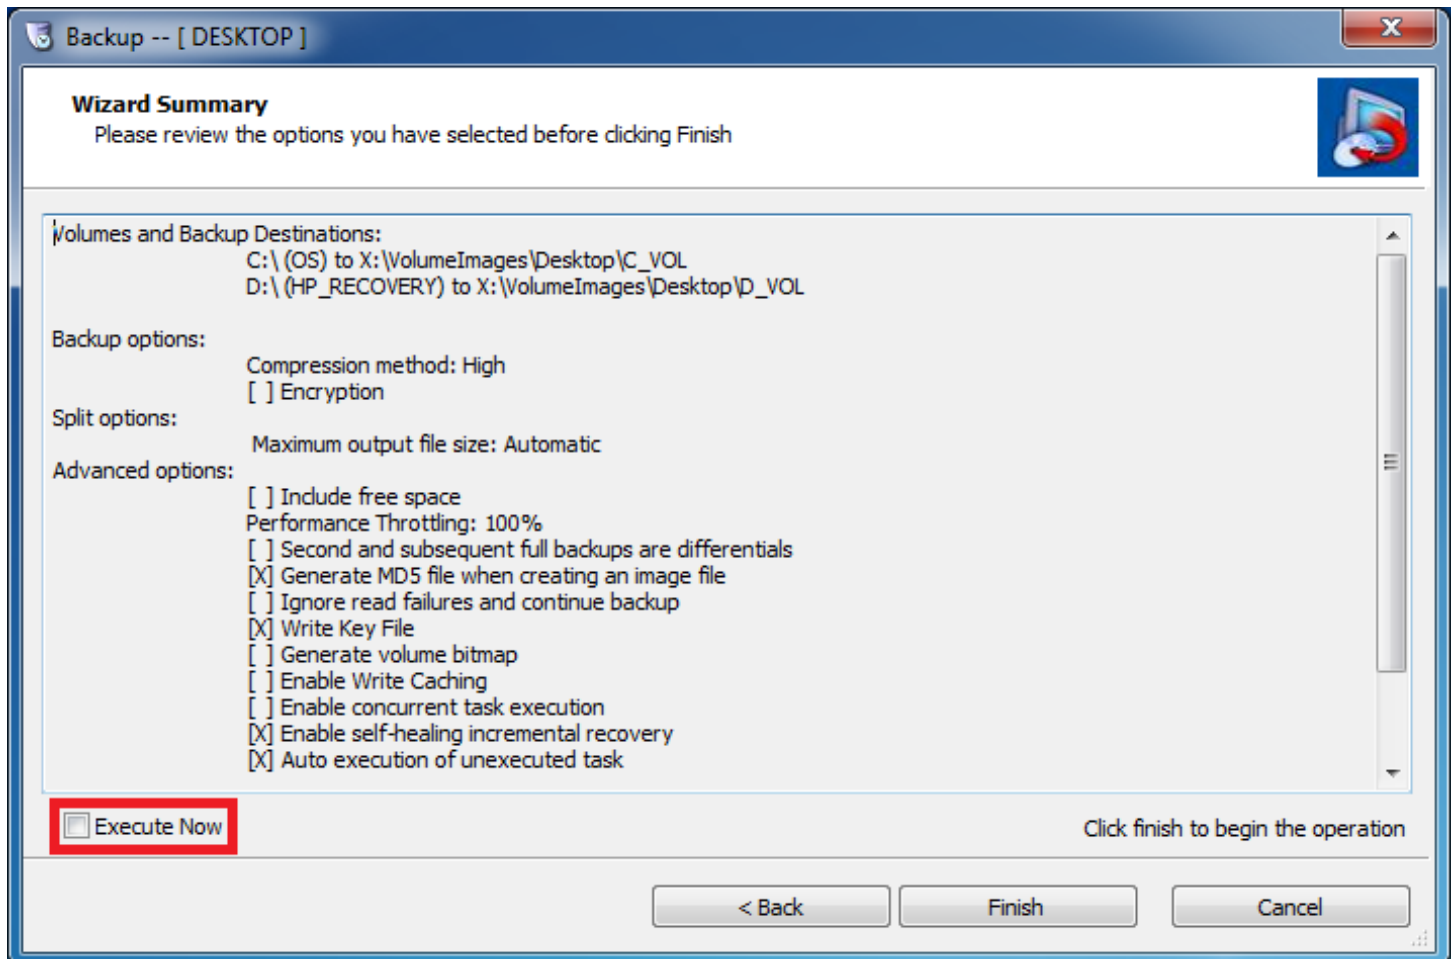 Backup -- [ DESKTOP ]
X
Wizard Summary
Please review the options you have selected before clicking Finish
Volumes and Backup Destinations:
C:\ (OS) to X:\VolumeImages\Desktop\C_VOL
D:\ (HP_RECOVERY) to X:\VolumeImages\Desktop\D_VOL
Backup options:
Compression method: High
[ ] Encryption
Split options:
Maximum output file size: Automatic
Advanced options:
[ ] Include free space
Performance Throttling: 100%
[ ] Second and subsequent full backups are differentials
[X] Generate MD5 file when creating an image file
[ ] Ignore read failures and continue backup
[X] Write Key File
[ ] Generate volume bitmap
[ ] Enable Write Caching
[ ] Enable concurrent task execution
[X] Enable self-healing incremental recovery
[X] Auto execution of unexecuted task
Execute Now
Click finish to begin the operation
< Back
Finish
Cancel